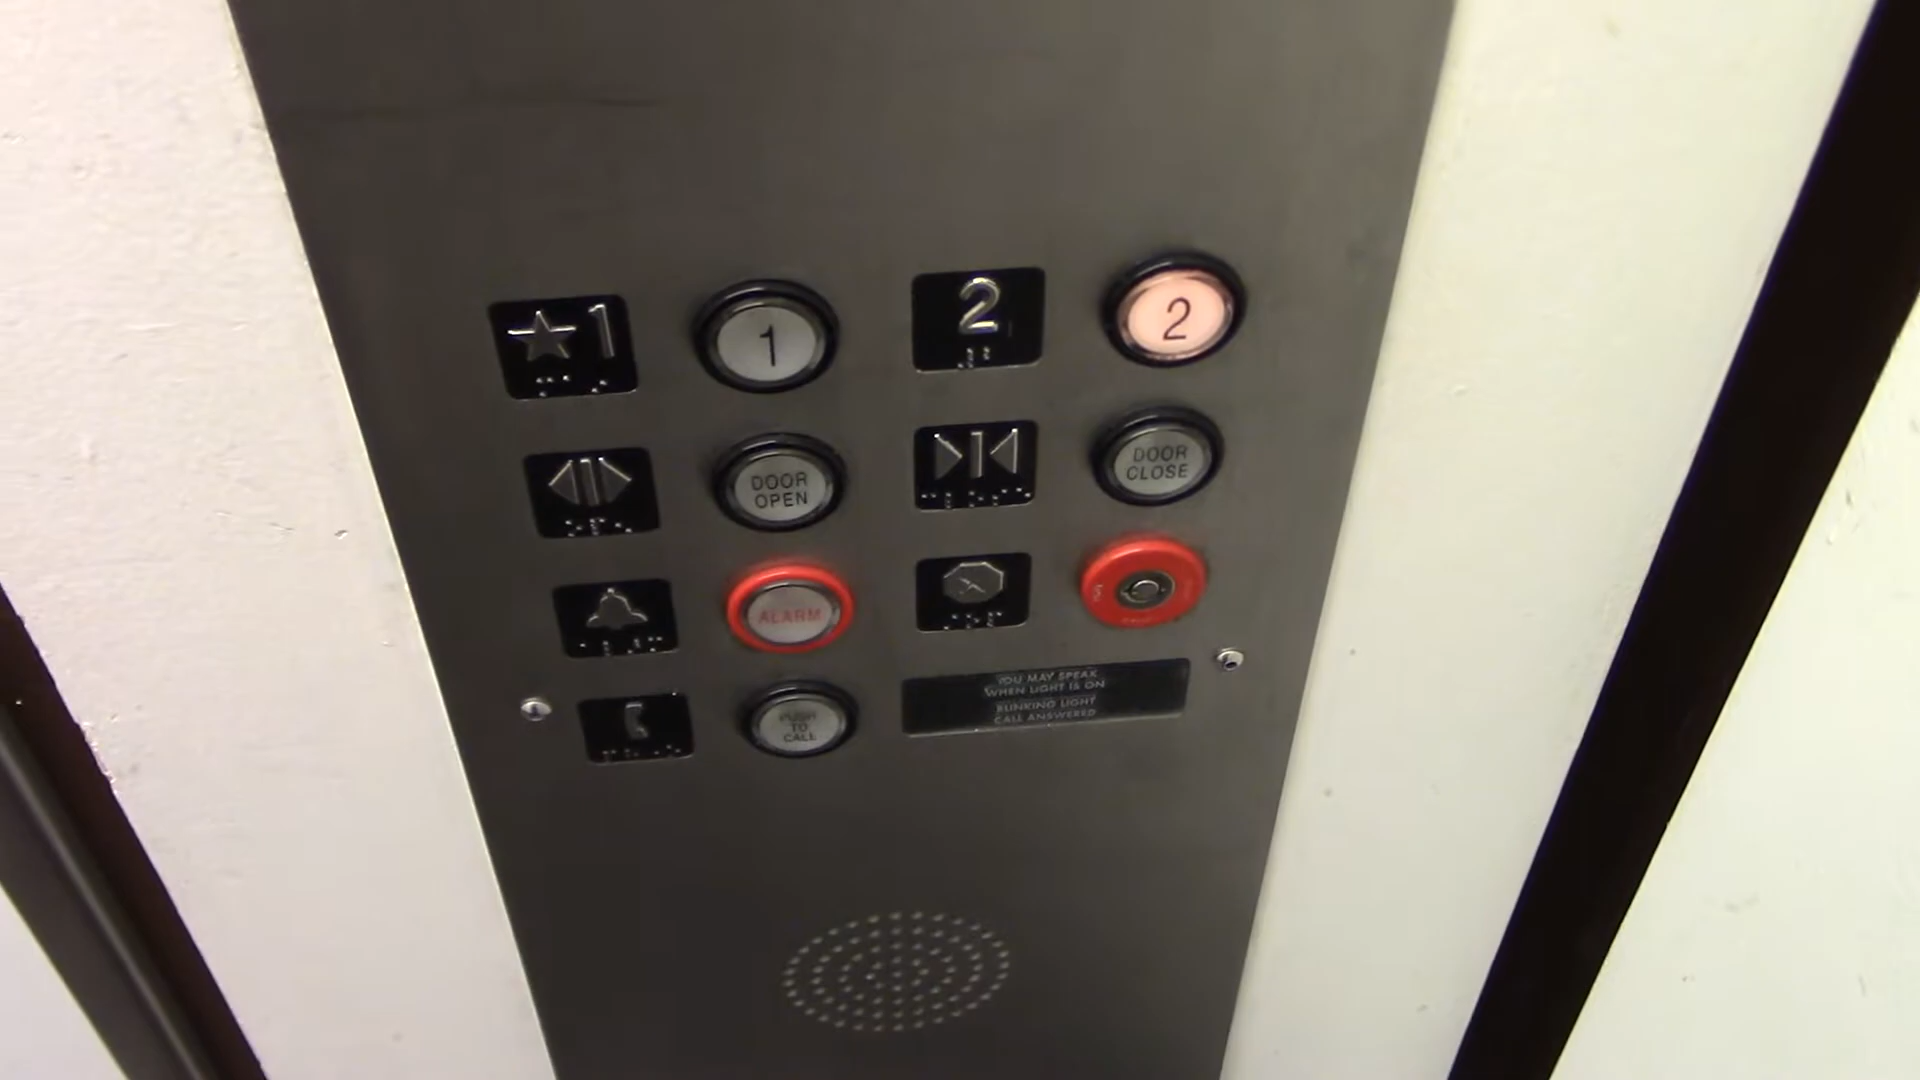 ★1
1
2
2
DOOR
OPEN
DOOR
CLOSE
ALARM
PUSH
TO
CALL
YOU MAY SPEAK
WHEN LIGHT IS ON
BLINKING LIGHT
CALL ANSWERED